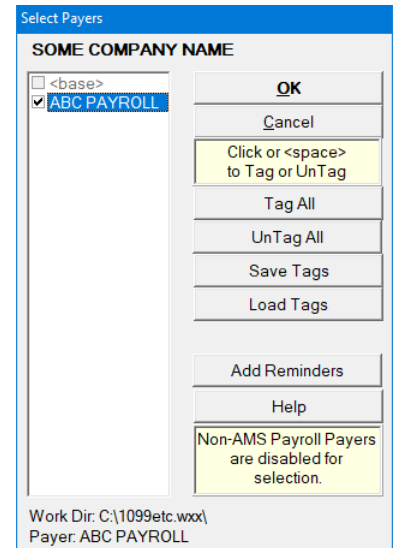 Select Payers
SOME COMPANY NAME
<base>
ABC PAYROLL
OK
Cancel
Click or <space>
to Tag or UnTag
Tag All
UnTag All
Save Tags
Load Tags
Add Reminders
Help
Non-AMS Payroll Payers
are disabled for
selection.
Work Dir: C:\1099etc.wxx\
Payer: ABC PAYROLL